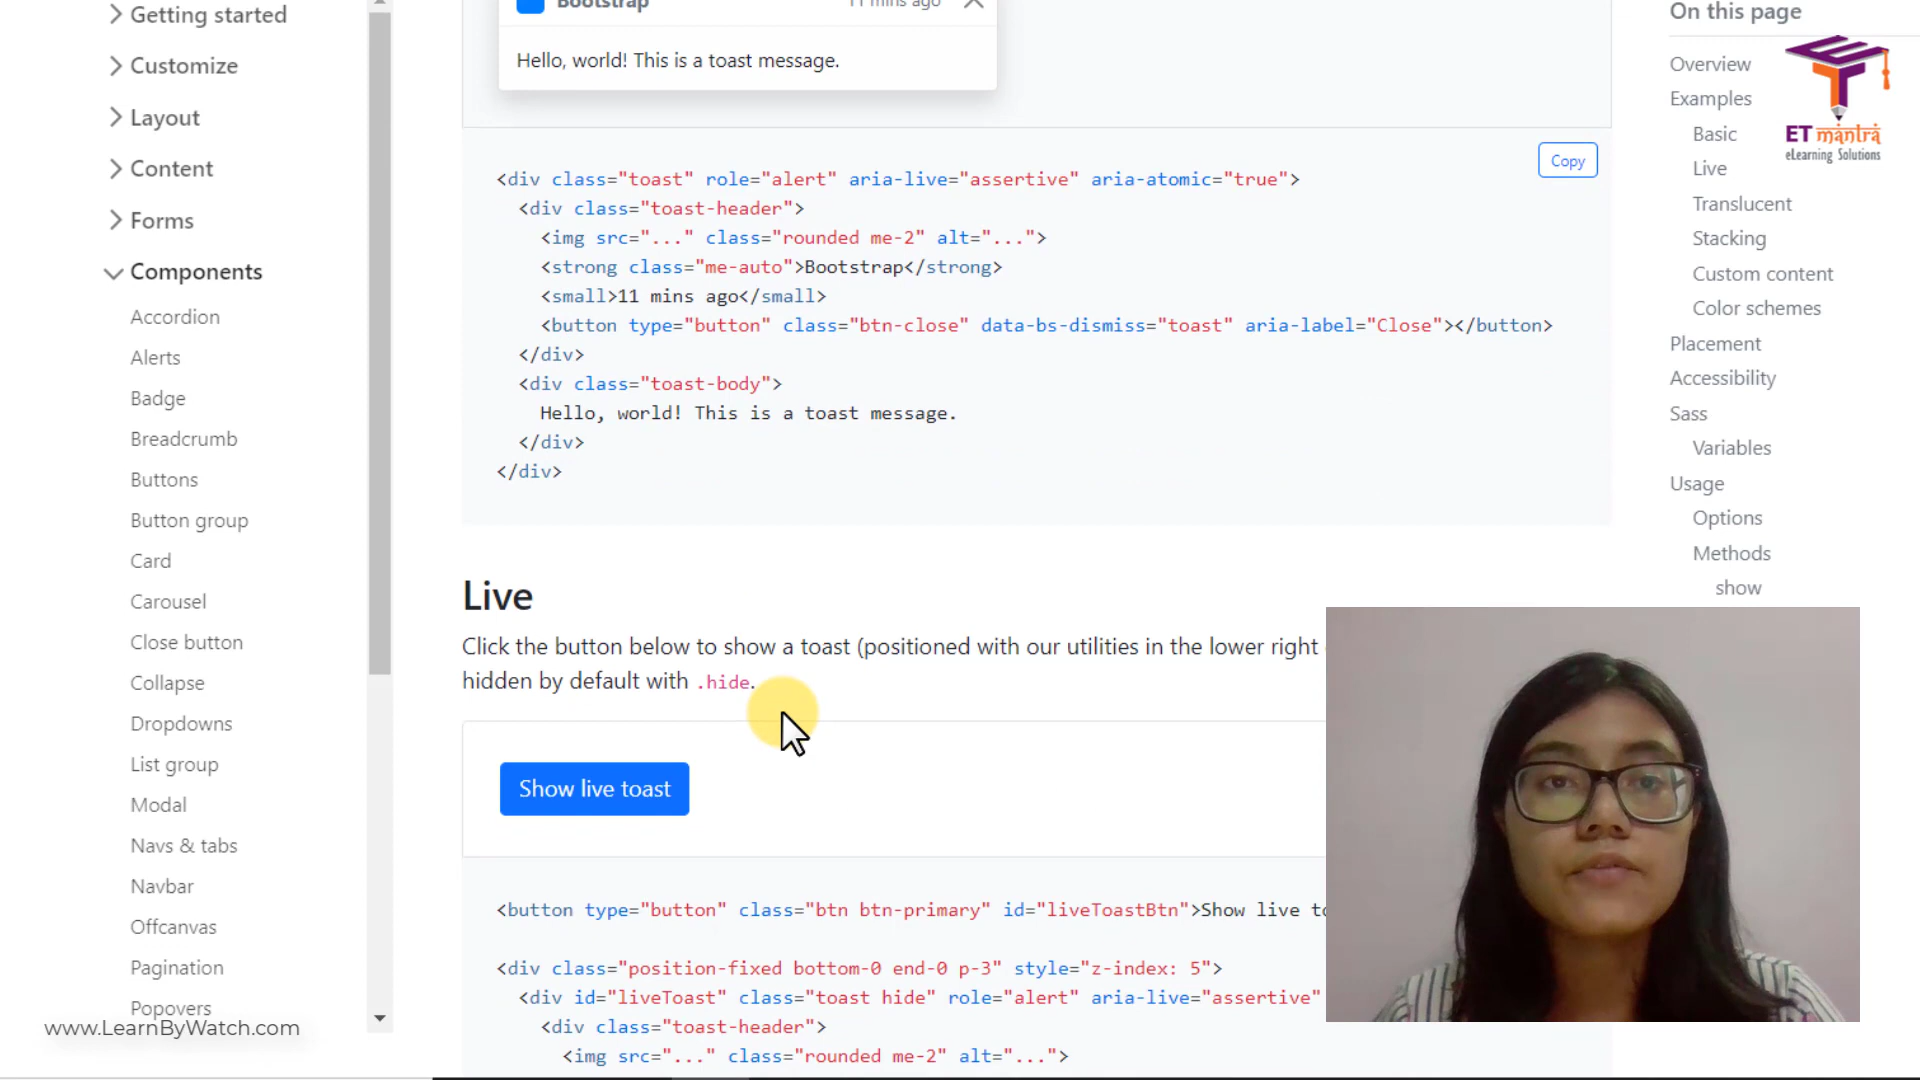 Getting started
Customize
Layout
Content
Forms
Components
Accordion
Alerts
Badge
Breadcrumb
Buttons
Button group
Card
Carousel
Close button
Collapse
Dropdowns
List group
Modal
Navs & tabs
Navbar
Offcanvas
Pagination
Popovers
www.LearnByWatch.com
Bootstrap 11 mins ago
Hello, world! This is a toast message.
Copy
<div class="toast" role="alert" aria-live="assertive" aria-atomic="true">
<div class="toast-header">
<img src="..." class="rounded me-2" alt="...">
<strong class="me-auto">Bootstrap</strong>
<small>11 mins ago</small>
<button type="button" class="btn-close" data-bs-dismiss="toast" aria-label="Close"></button>
</div>
<div class="toast-body">
Hello, world! This is a toast message.
</div>
</div>
Live
Click the button below to show a toast (positioned with our utilities in the lower right
hidden by default with .hide.
Show live toast
<button type="button" class="btn btn-primary" id="liveToastBtn">Show live to
<div class="position-fixed bottom-0 end-0 p-3" style="z-index: 5">
<div id="liveToast" class="toast hide" role="alert" aria-live="assertive"
<div class="toast-header">
<img src="..." class="rounded me-2" alt="...">
On this page
Overview
Examples
Basic
Live
Translucent
Stacking
Custom content
Color schemes
Placement
Accessibility
Sass
Variables
Usage
Options
Methods
show
ET mantra
eLearning Solutions